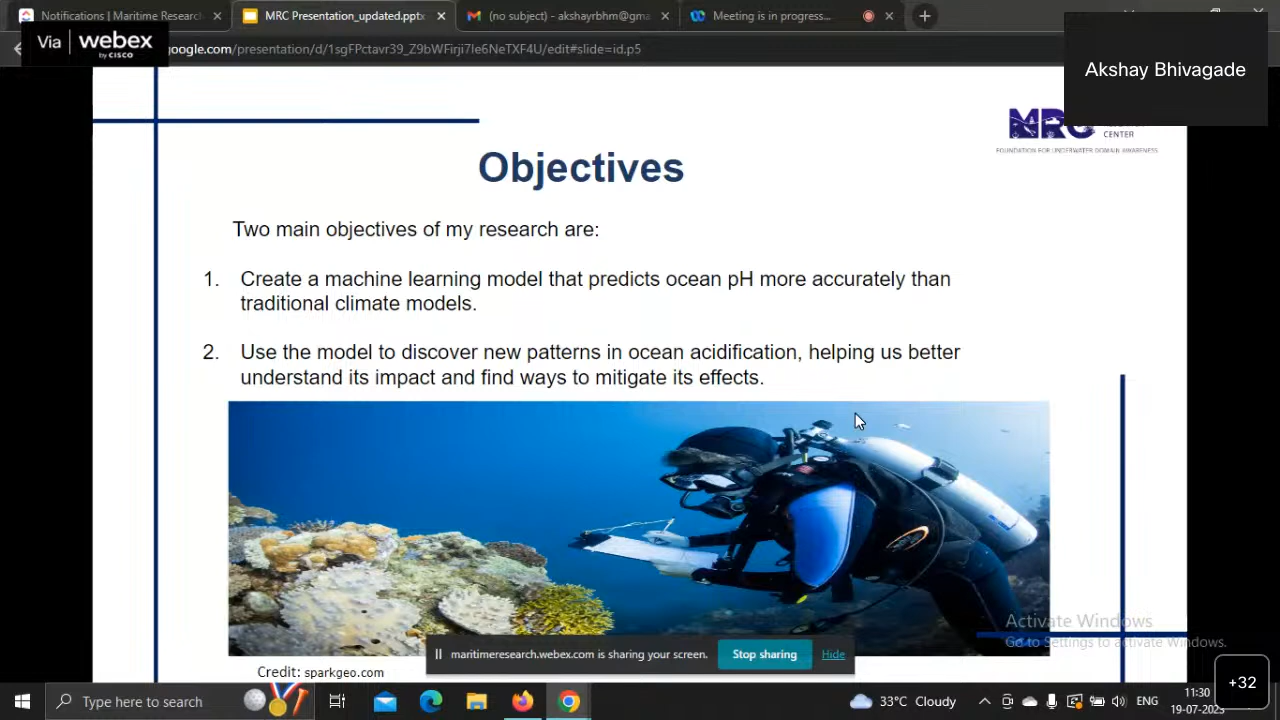 Notifications | Maritime Researc
MRC Presentation_updated.pptx
(no subject) - akshayrbhm@gma
Meeting is in progress...
Via webex
by CISCO
google.com/presentation/d/1sgFPctavr39_Z9bWFirji7le6NeTXF4U/edit#slide=id.p5
Akshay Bhivagade
MRC
CENTER
FOUNDATION FOR UNDERWATER DOMAIN AWARENESS
Objectives
Two main objectives of my research are:
1. Create a machine learning model that predicts ocean pH more accurately than
traditional climate models.
2. Use the model to discover new patterns in ocean acidification, helping us better
understand its impact and find ways to mitigate its effects.
Activate Windows
Go to Settings to activate Windows.
maritimeresearch.webex.com is sharing your screen.
Stop sharing
Hide
Credit: sparkgeo.com
Type here to search
33°C Cloudy
ENG
11:30
19-07-2023
+32